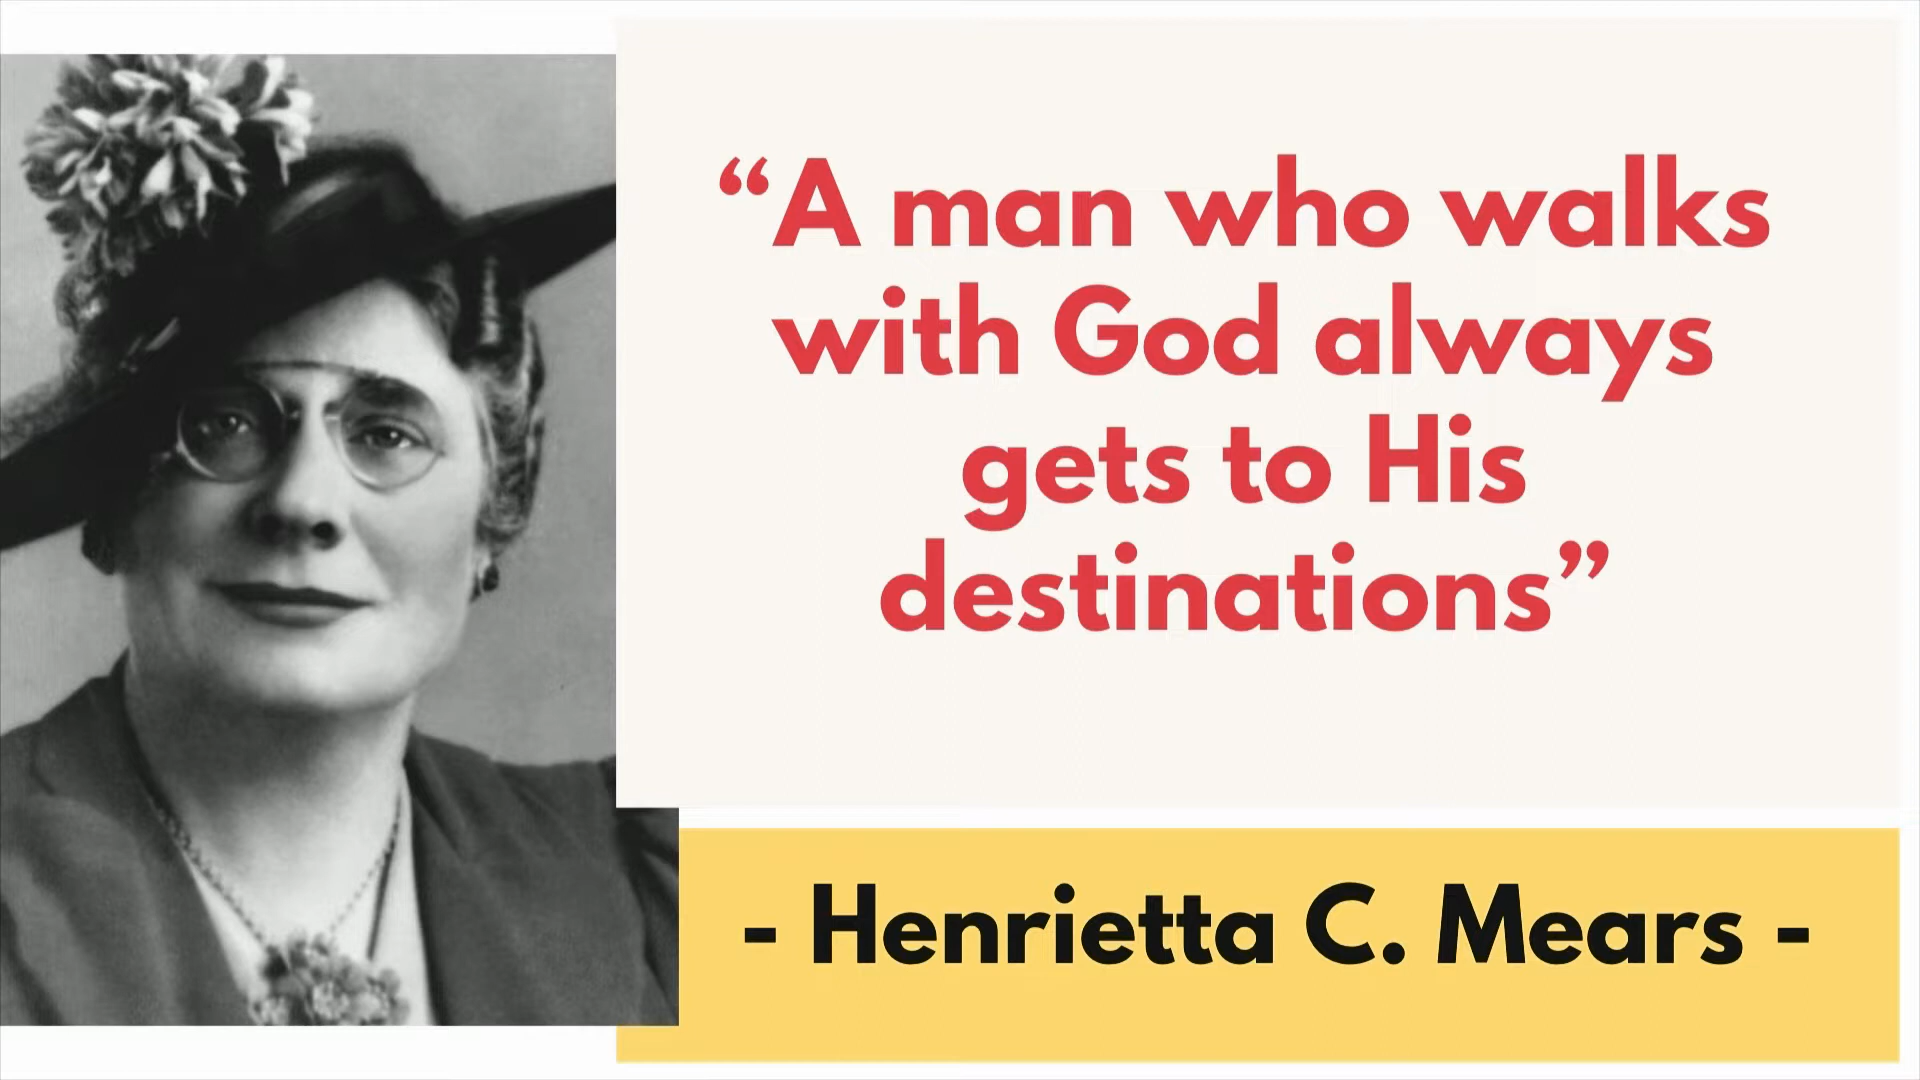 “A man who walks
with God always
gets to His
destinations”
- Henrietta C. Mears -